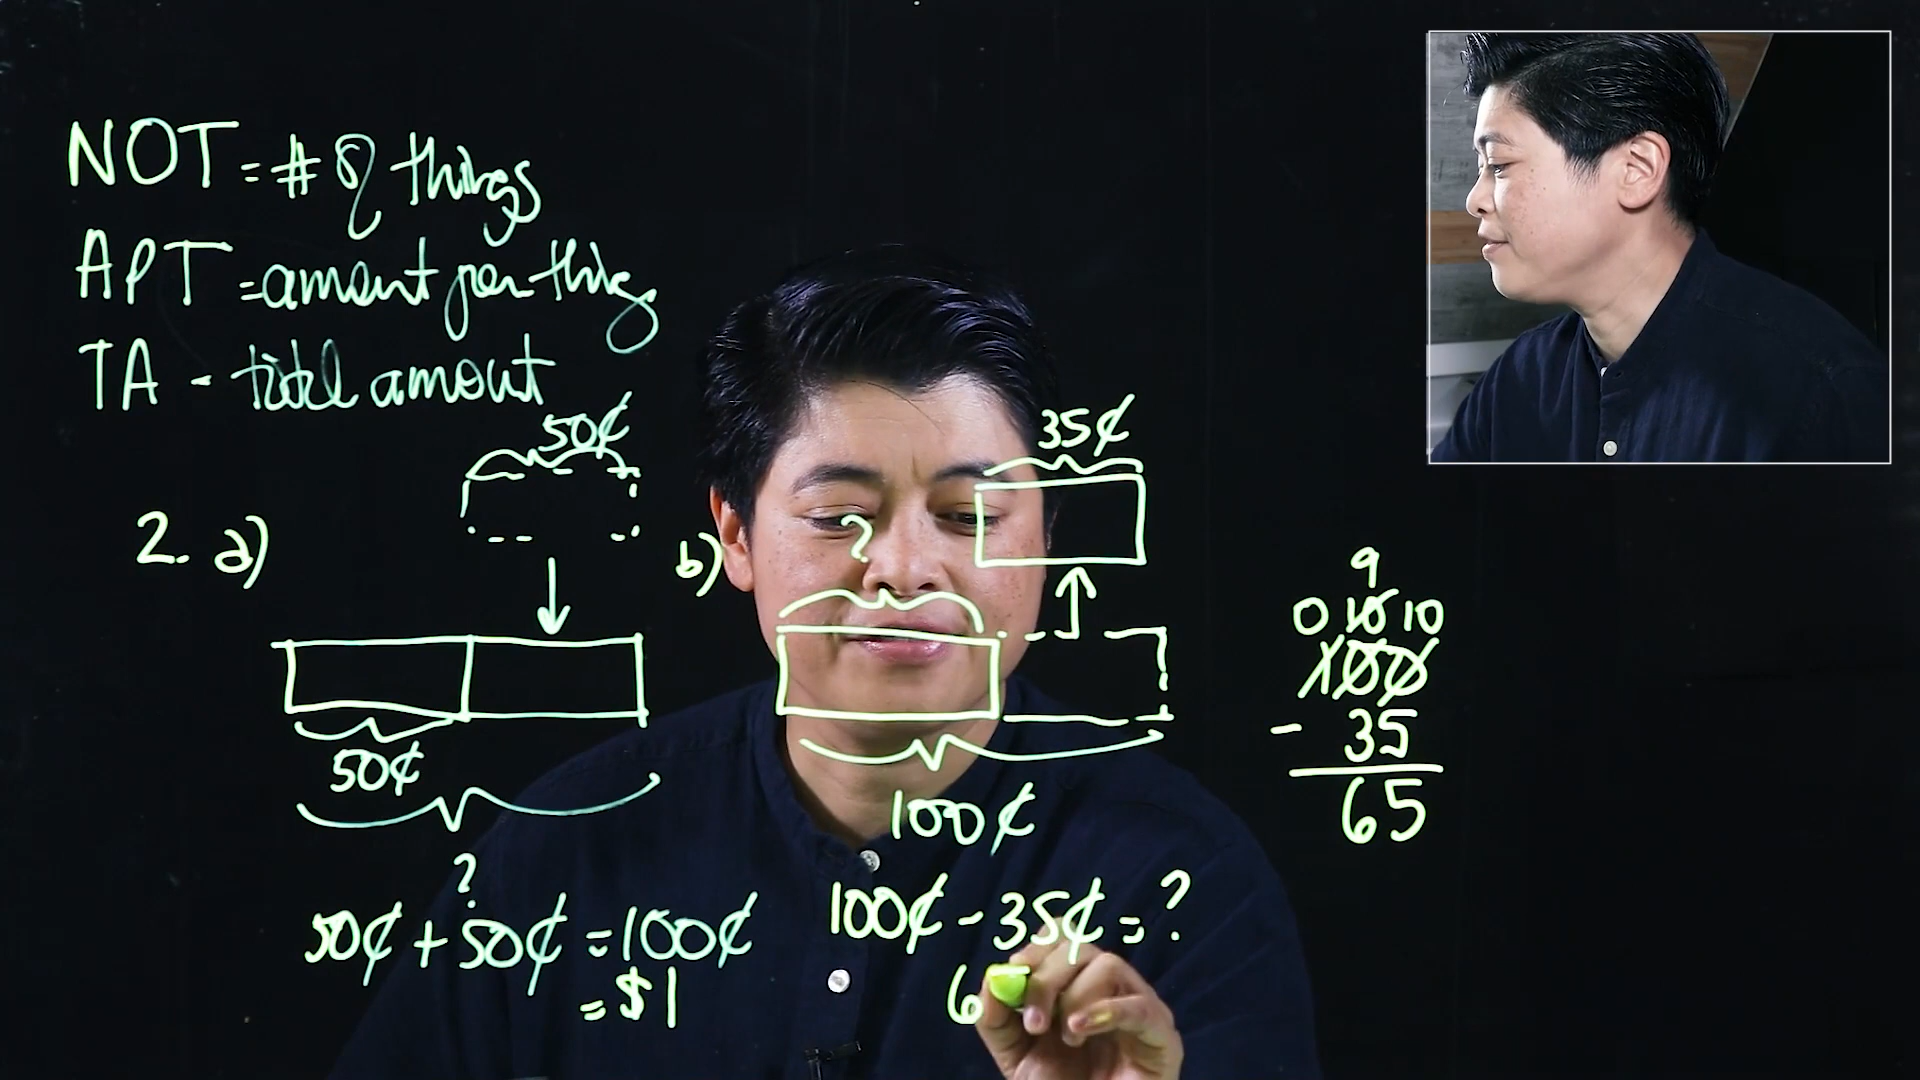 NOT = # of things
APT = amount per thing
TA - total amout
50¢
35¢
2. a)
b)
?
9
0 10 10
100
- 35
65
50¢
100¢
?
50¢ + 50¢ = 100¢
= $1
100¢ - 35¢ = ?
6